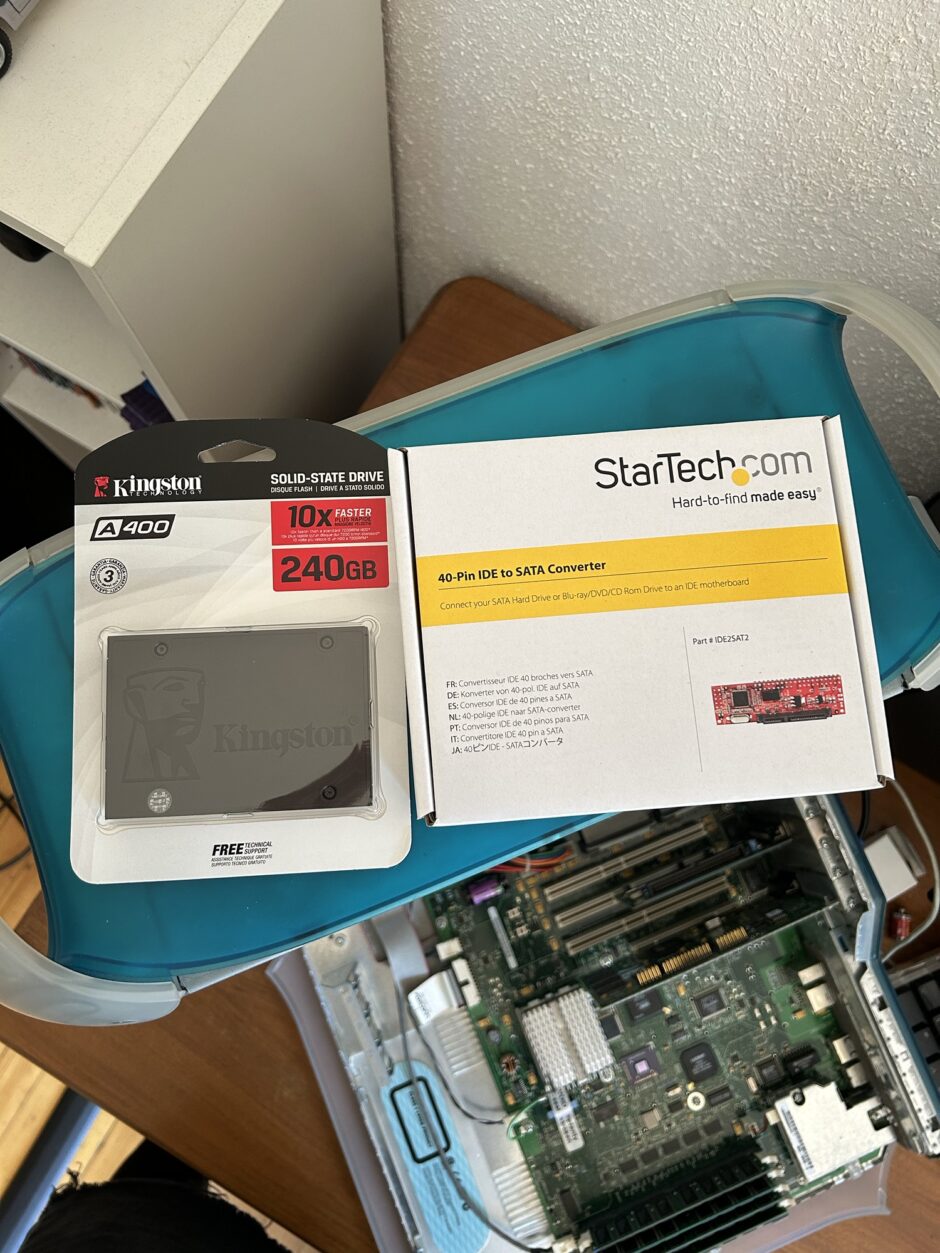 Kingston
TECHNOLOGY
SOLID-STATE DRIVE
DISQUE FLASH | DRIVE A STATO SOLIDO
A400
10x FASTER
PLUS RAPIDE
240GB
3
Kingston
FREE TECHNICAL
SUPPORT
ASSISTANCE TECHNIQUE GRATUITE
SUPPORTO TECNICO GRATUITO
StarTech.com
Hard-to-find made easy®
40-Pin IDE to SATA Converter
Connect your SATA Hard Drive or Blu-ray/DVD/CD Rom Drive to an IDE motherboard
Part # IDE2SAT2
FR: Convertisseur IDE 40 broches vers SATA
DE: Konverter von 40-pol. IDE auf SATA
ES: Conversor IDE de 40 pines a SATA
NL: 40-polige IDE naar SATA-converter
PT: Conversor IDE de 40 pinos para SATA
IT: Convertitore IDE 40 pin a SATA
JA: 40ピンIDE - SATAコンバータ